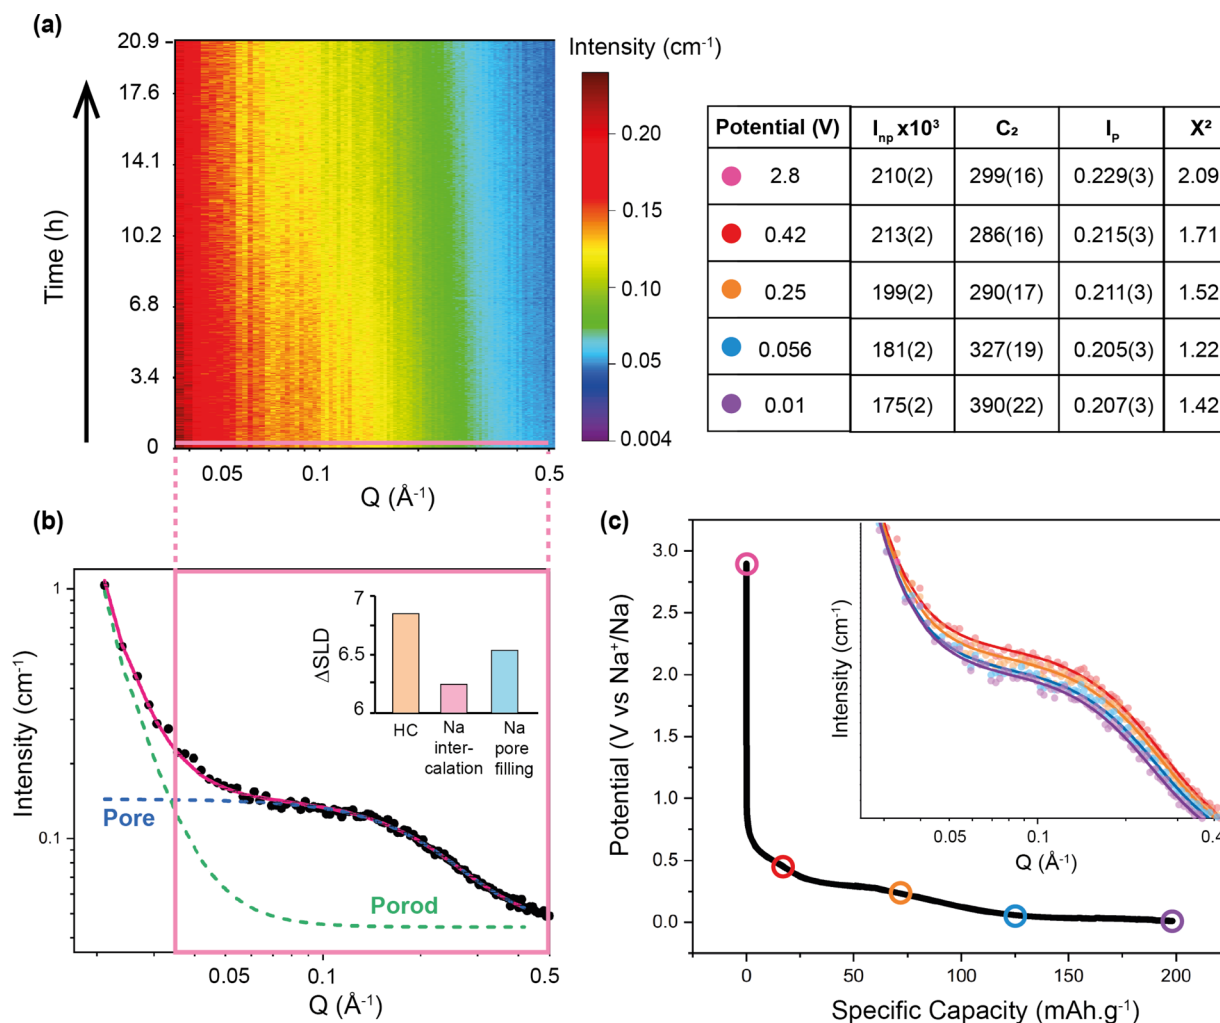 (a)
20.9
17.6
14.1
10.2
6.8
3.4
0
Time (h)
0.05
0.1
0.5
Q (Å⁻¹)
Intensity (cm⁻¹)
0.20
0.15
0.10
0.05
0.004
Potential (V) Iₙₚ x10³ C₂ Iₚ X²
2.8 210(2) 299(16) 0.229(3) 2.09
0.42 213(2) 286(16) 0.215(3) 1.71
0.25 199(2) 290(17) 0.211(3) 1.52
0.056 181(2) 327(19) 0.205(3) 1.22
0.01 175(2) 390(22) 0.207(3) 1.42
(b)
1
0.1
Intensity (cm⁻¹)
Pore
Porod
7
6.5
6
ΔSLD
HC
Na
inter-
calation
Na
pore
filling
0.05
0.1
0.5
Q (Å⁻¹)
(c)
3.0
2.5
2.0
1.5
1.0
0.5
0.0
Potential (V vs Na⁺/Na)
Intensity (cm⁻¹)
0.05
0.1
0.4
Q (Å⁻¹)
0
50
100
150
200
Specific Capacity (mAh.g⁻¹)